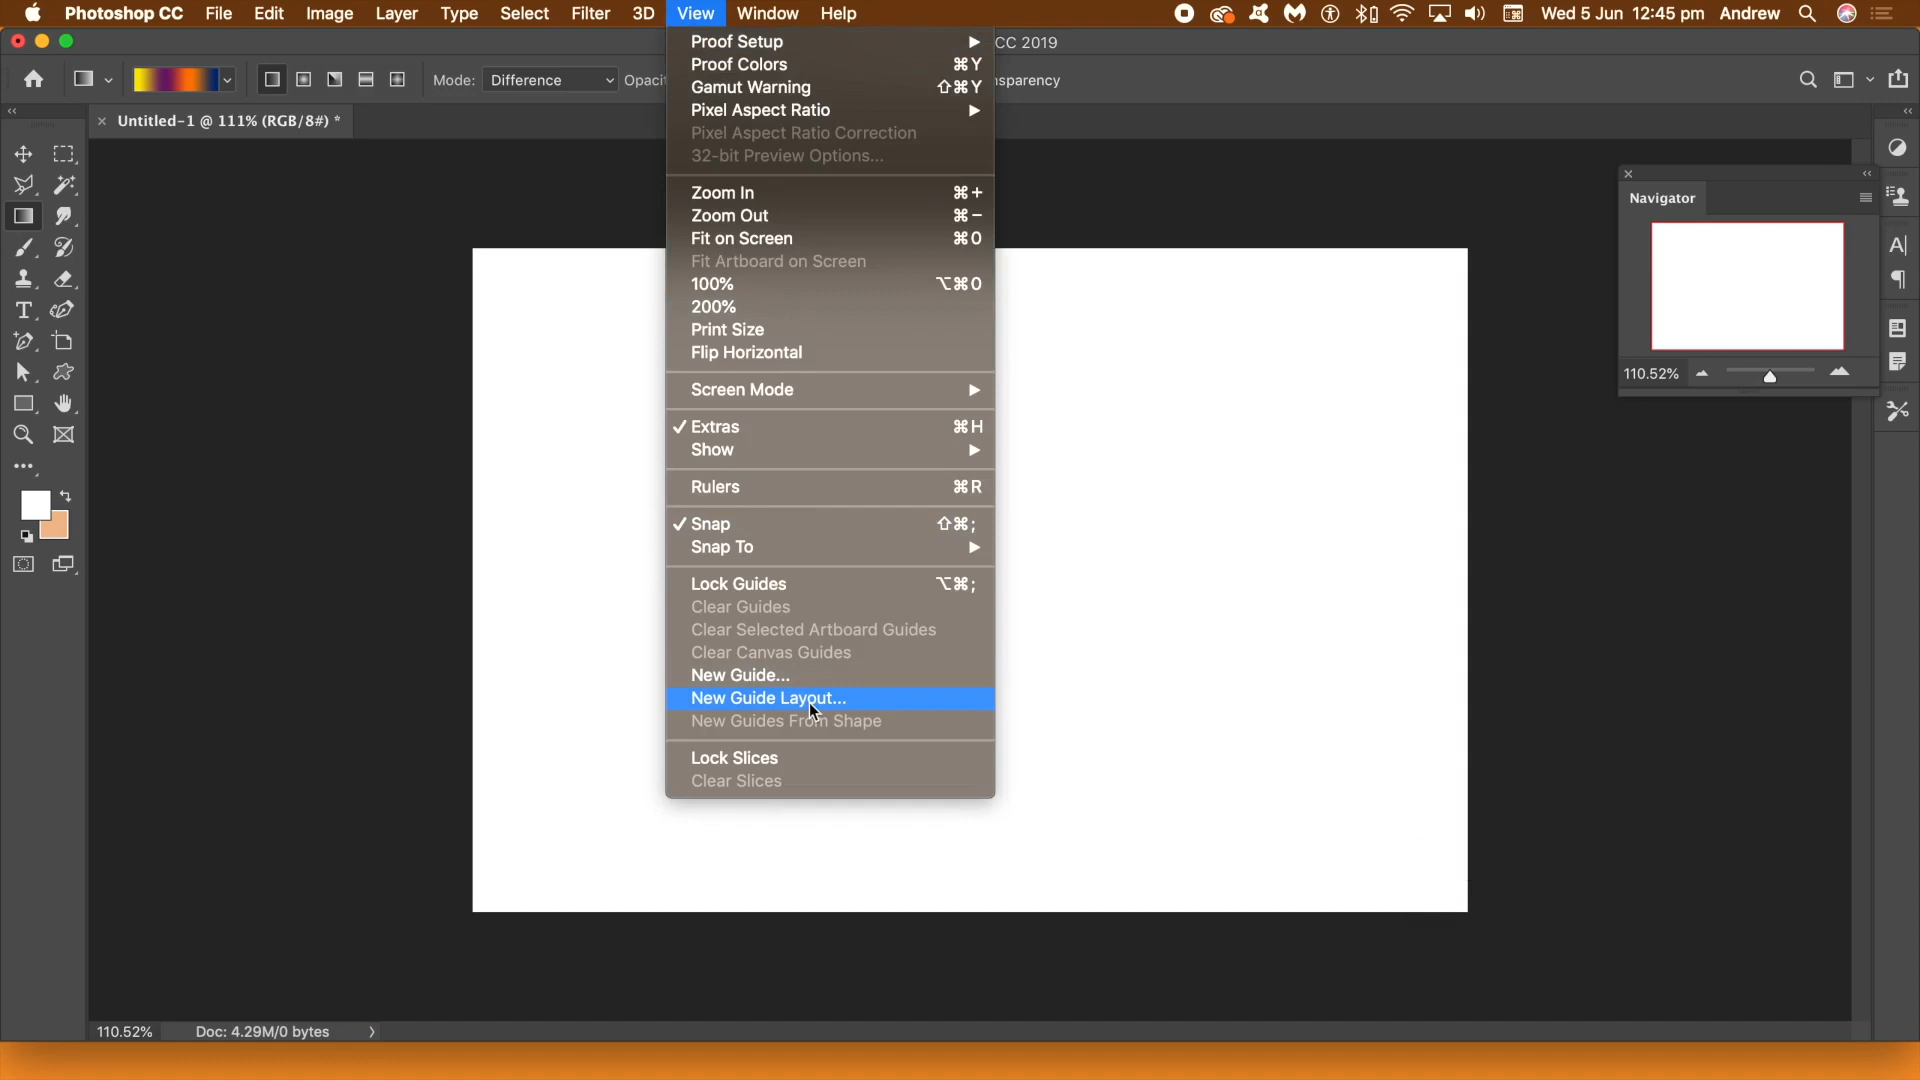 Photoshop CC File Edit Image Layer Type Select Filter 3D View Window Help Wed 5 Jun 12:45 pm Andrew
CC 2019
Mode: Difference Opacit sparency
Untitled-1 @ 111% (RGB/8#) *
Proof Setup
Proof Colors ⌘Y
Gamut Warning ⇧⌘Y
Pixel Aspect Ratio
Pixel Aspect Ratio Correction
32-bit Preview Options...
Zoom In ⌘+
Zoom Out ⌘−
Fit on Screen ⌘0
Fit Artboard on Screen
100% ⌥⌘0
200%
Print Size
Flip Horizontal
Screen Mode
✓ Extras ⌘H
Show
Rulers ⌘R
✓ Snap ⇧⌘;
Snap To
Lock Guides ⌥⌘;
Clear Guides
Clear Selected Artboard Guides
Clear Canvas Guides
New Guide...
New Guide Layout...
New Guides From Shape
Lock Slices
Clear Slices
Navigator
110.52%
110.52% Doc: 4.29M/0 bytes